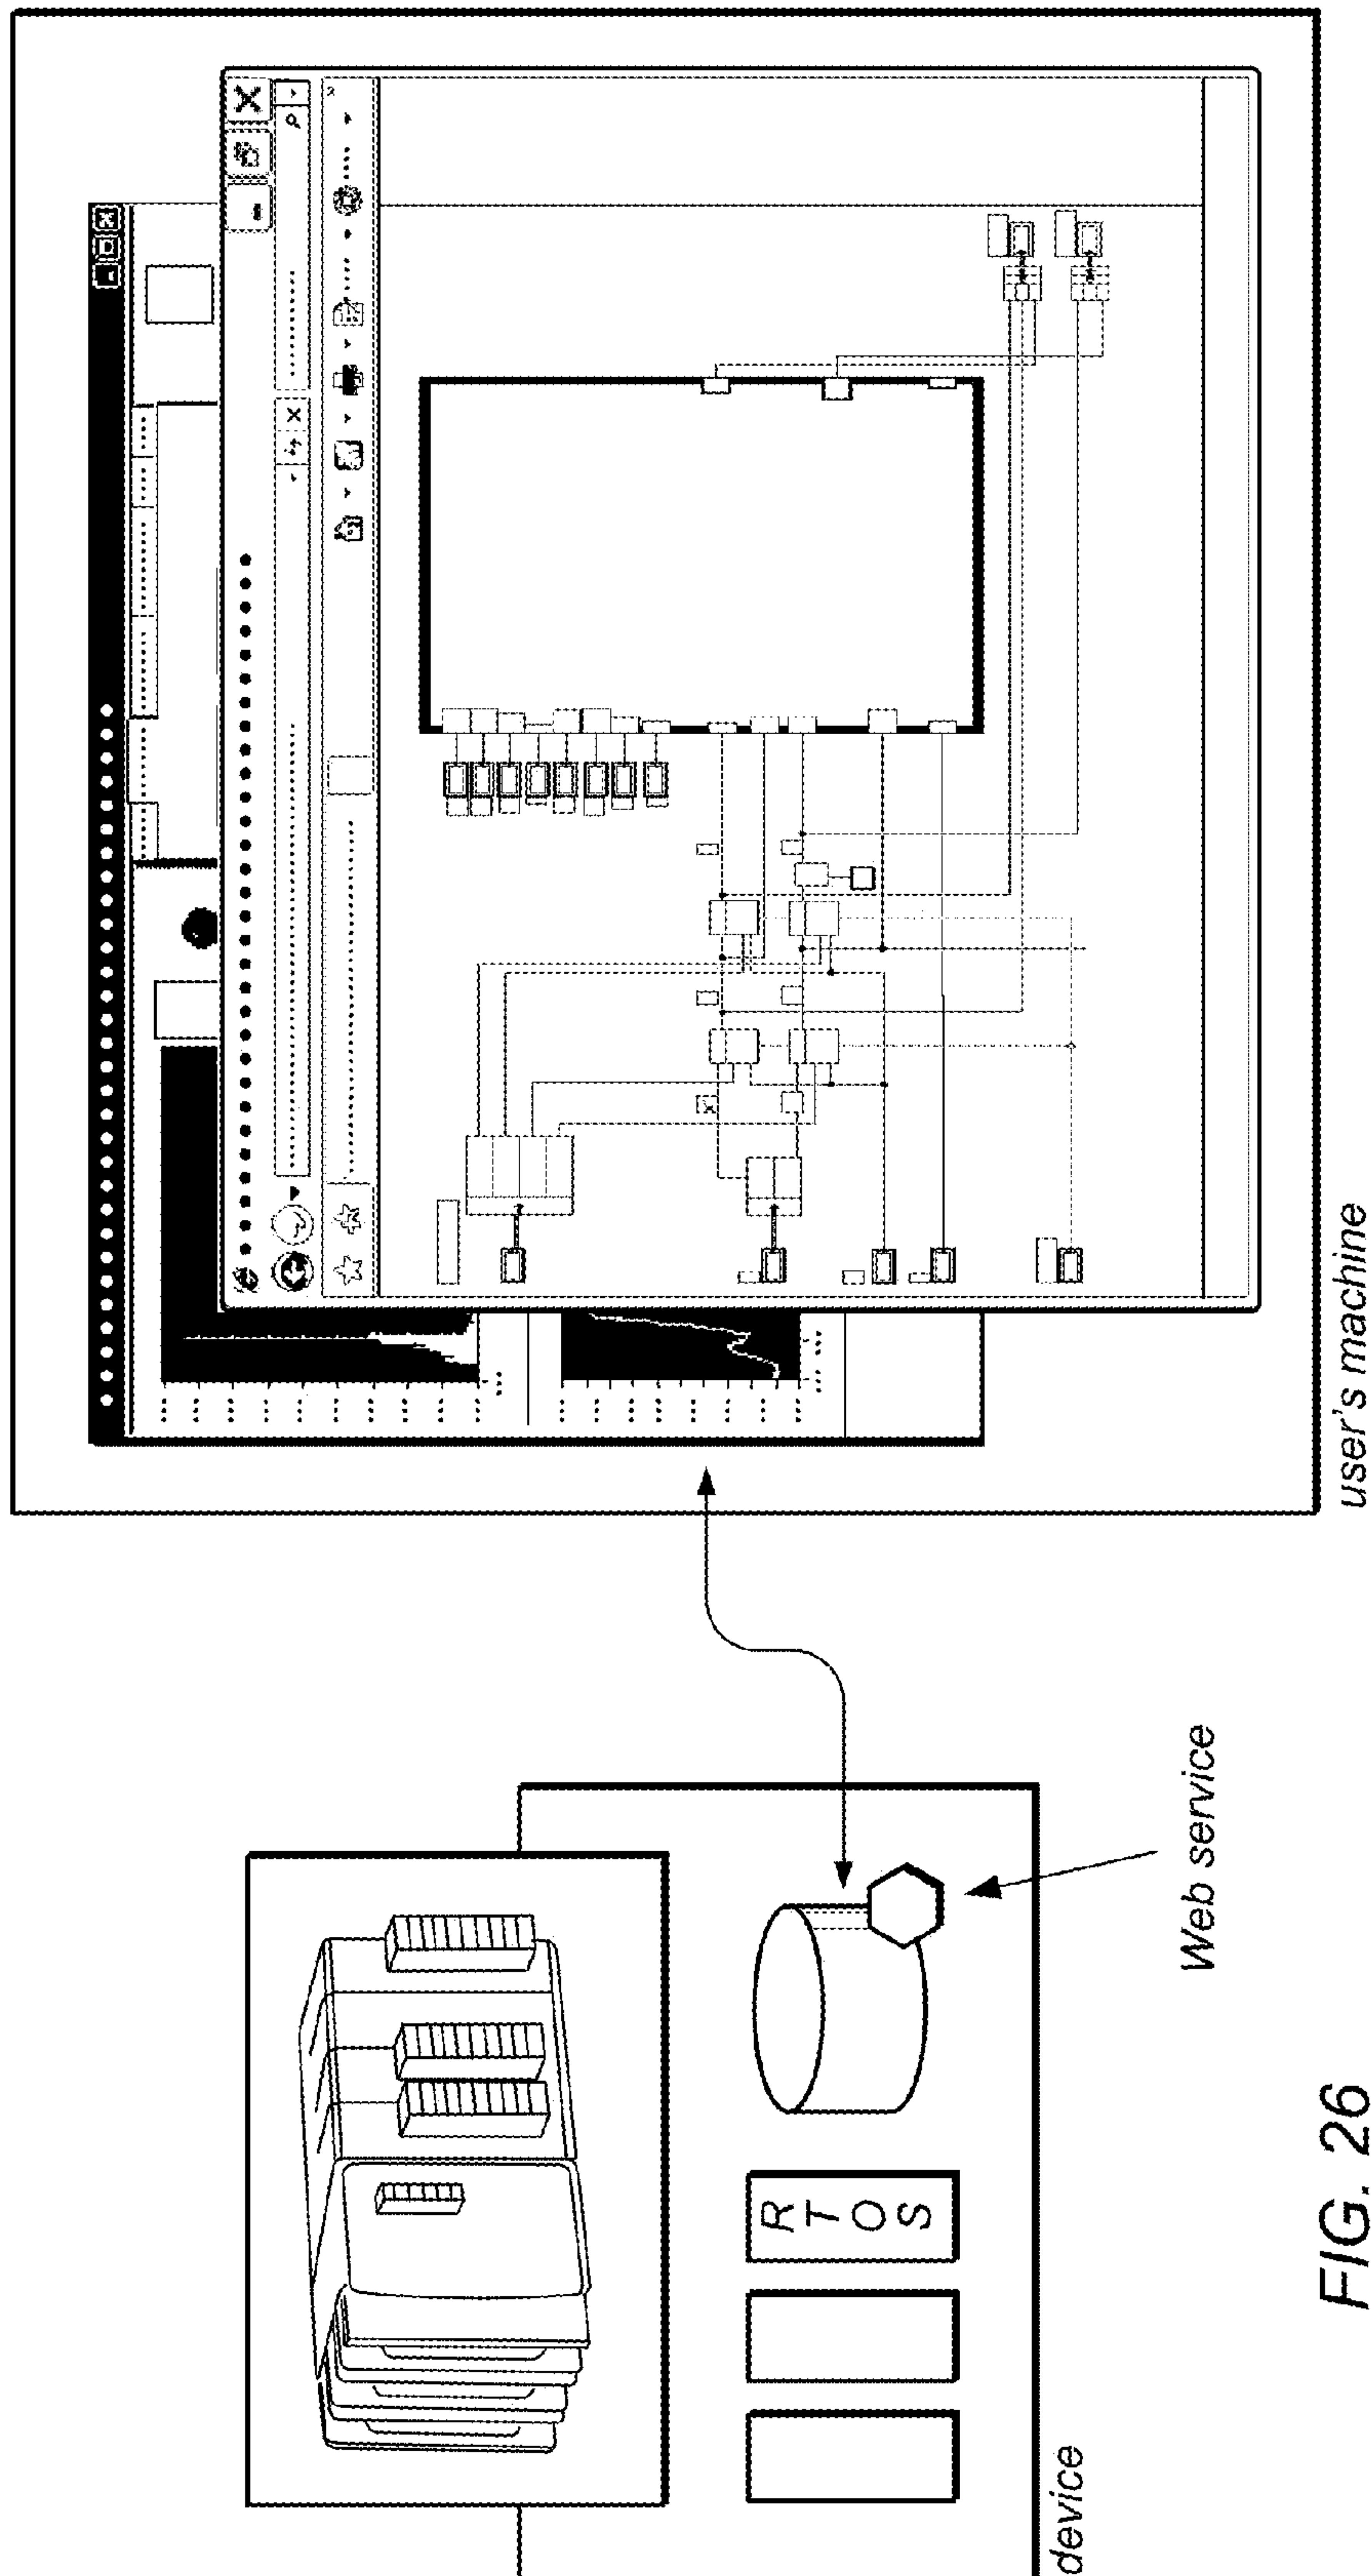 user's machine
Web service
R
T
O
S
device
FIG. 26